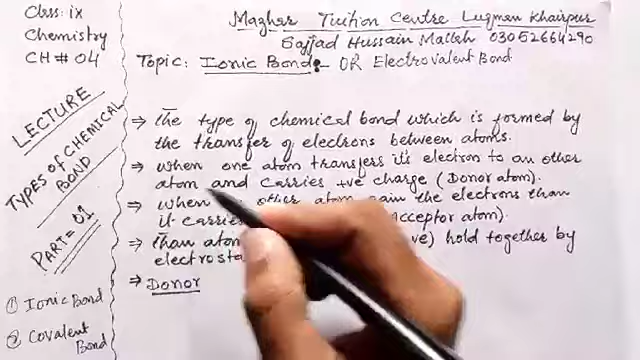 Class: ix
Chemistry
CH # 04
Mazhar Tuition Centre Luqman Khairpur
Sajjad Hussain Mallah 03052664290
Topic: Ionic Bond: OR Electrovalent Bond
LECTURE
TYPES OF CHEMICAL
BOND
PART= 01
① Ionic Bond
② Covalent
Bond
⇒ The type of chemical bond which is formed by
the transfer of electrons between atoms.
⇒ when one atom transfers its electron to an other
atom and carries +ve charge (Donor atom).
⇒ when other atom gain the electrons than
it carries acceptor atom).
⇒ Than atom ve) hold together by
⇒ Donor